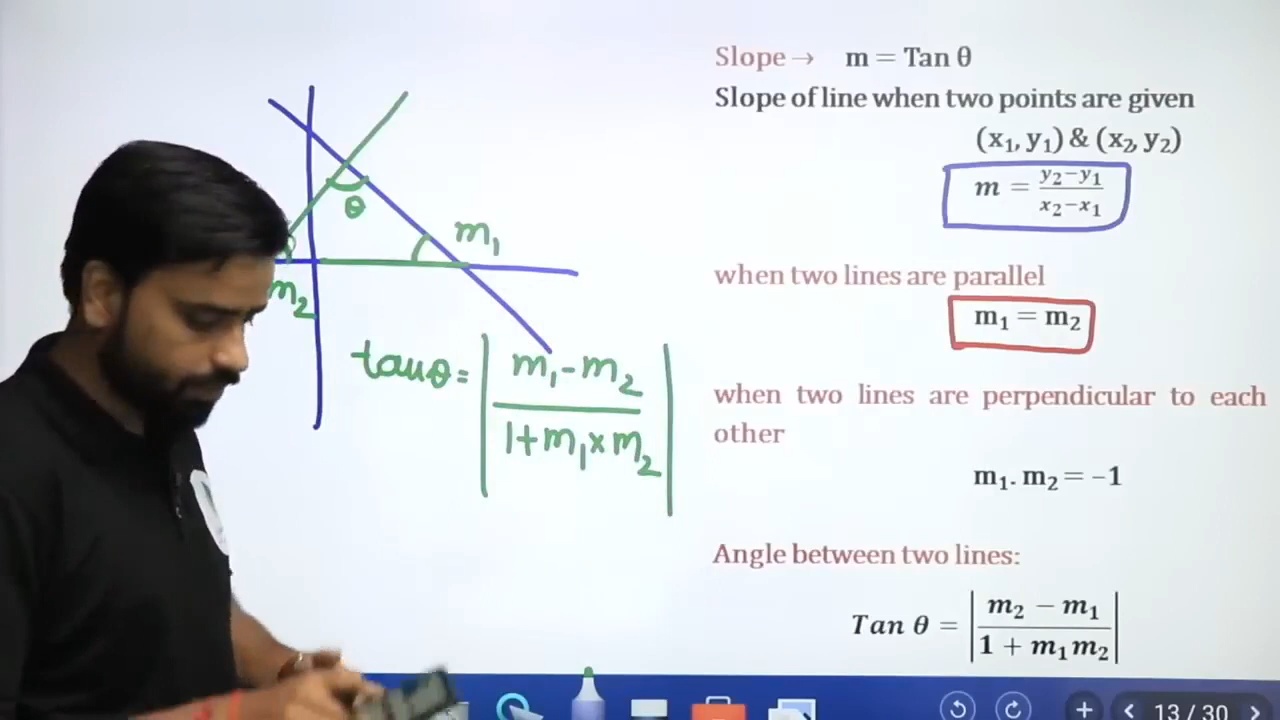 Slope → m = Tan θ
Slope of line when two points are given
(x₁, y₁) & (x₂, y₂)
m = y₂−y₁ / x₂−x₁
when two lines are parallel
m₁ = m₂
when two lines are perpendicular to each
other
m₁. m₂ = −1
Angle between two lines:
Tan θ = | m₂ − m₁ / 1 + m₁m₂ |
θ
m₁
m₂
tanθ = | m₁-m₂ / 1+m₁×m₂ |
13 / 30